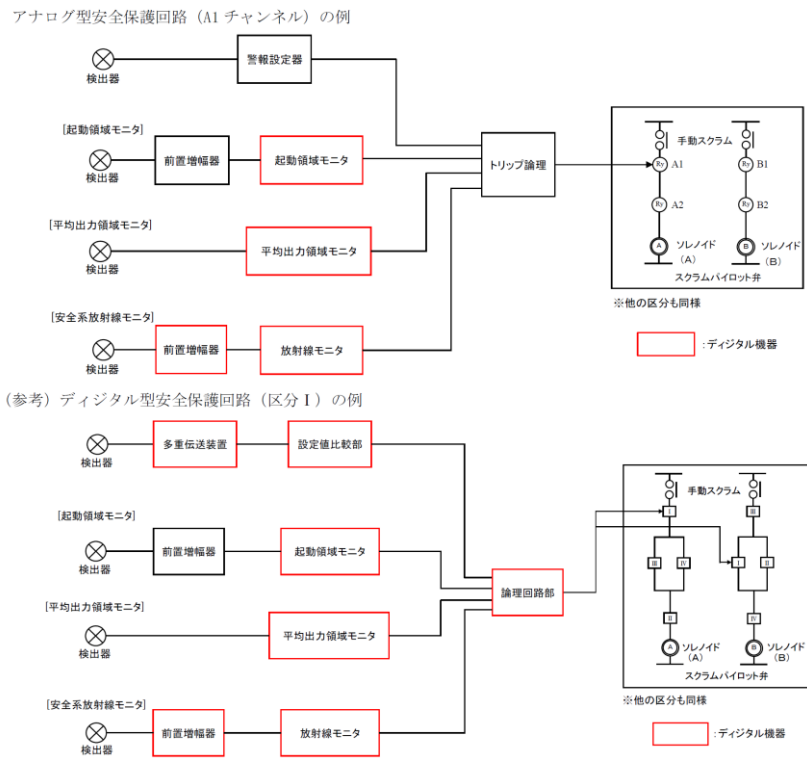 アナログ型安全保護回路(A1 チャンネル)の例
検出器
警報設定器
[起動領域モニタ]
検出器
前置増幅器
起動領域モニタ
[平均出力領域モニタ]
検出器
平均出力領域モニタ
[安全系放射線モニタ]
検出器
前置増幅器
放射線モニタ
トリップ論理
手動スクラム
Ry A1
Ry B1
Ry A2
Ry B2
A ソレノイド
(A)
B ソレノイド
(B)
スクラムパイロット弁
※他の区分も同様
:ディジタル機器
(参考)ディジタル型安全保護回路(区分Ⅰ)の例
検出器
多重伝送装置
設定値比較部
[起動領域モニタ]
検出器
前置増幅器
起動領域モニタ
[平均出力領域モニタ]
検出器
平均出力領域モニタ
[安全系放射線モニタ]
検出器
前置増幅器
放射線モニタ
論理回路部
手動スクラム
Ⅰ
Ⅲ
Ⅲ
Ⅳ
Ⅰ
Ⅱ
Ⅱ
Ⅳ
A ソレノイド
(A)
B ソレノイド
(B)
スクラムパイロット弁
※他の区分も同様
:ディジタル機器